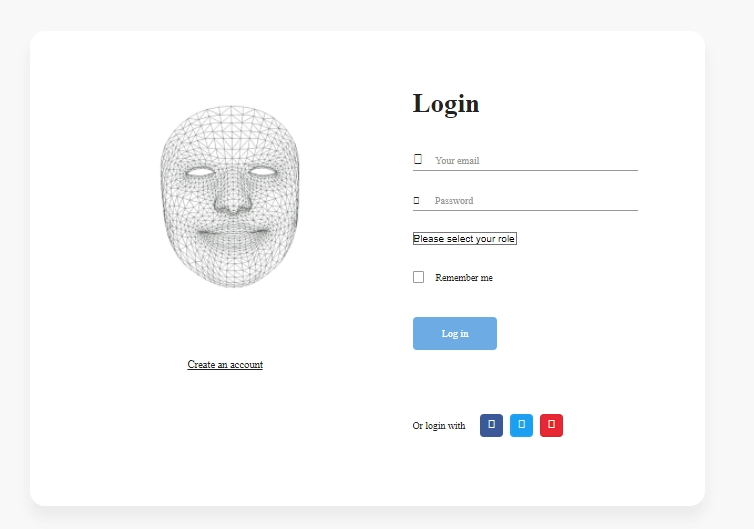 Login
Your email
Password
Please select your role
Remember me
Log in
Create an account
Or login with